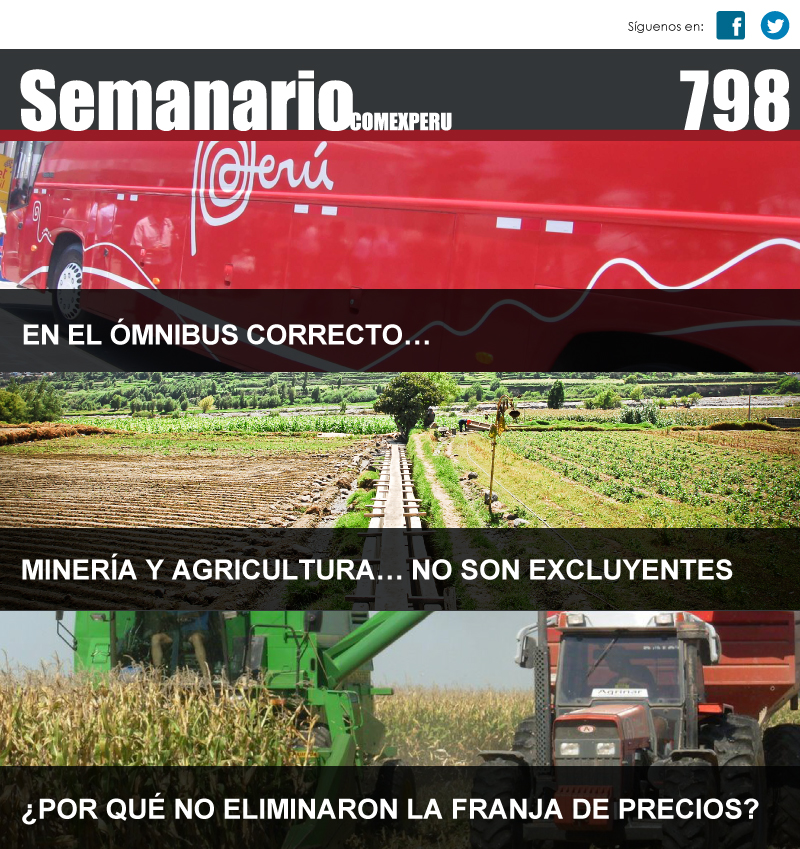 Síguenos en:
Semanario COMEXPERU
798
Perú
EN EL ÓMNIBUS CORRECTO...
MINERÍA Y AGRICULTURA... NO SON EXCLUYENTES
Agrinar
¿POR QUÉ NO ELIMINARON LA FRANJA DE PRECIOS?